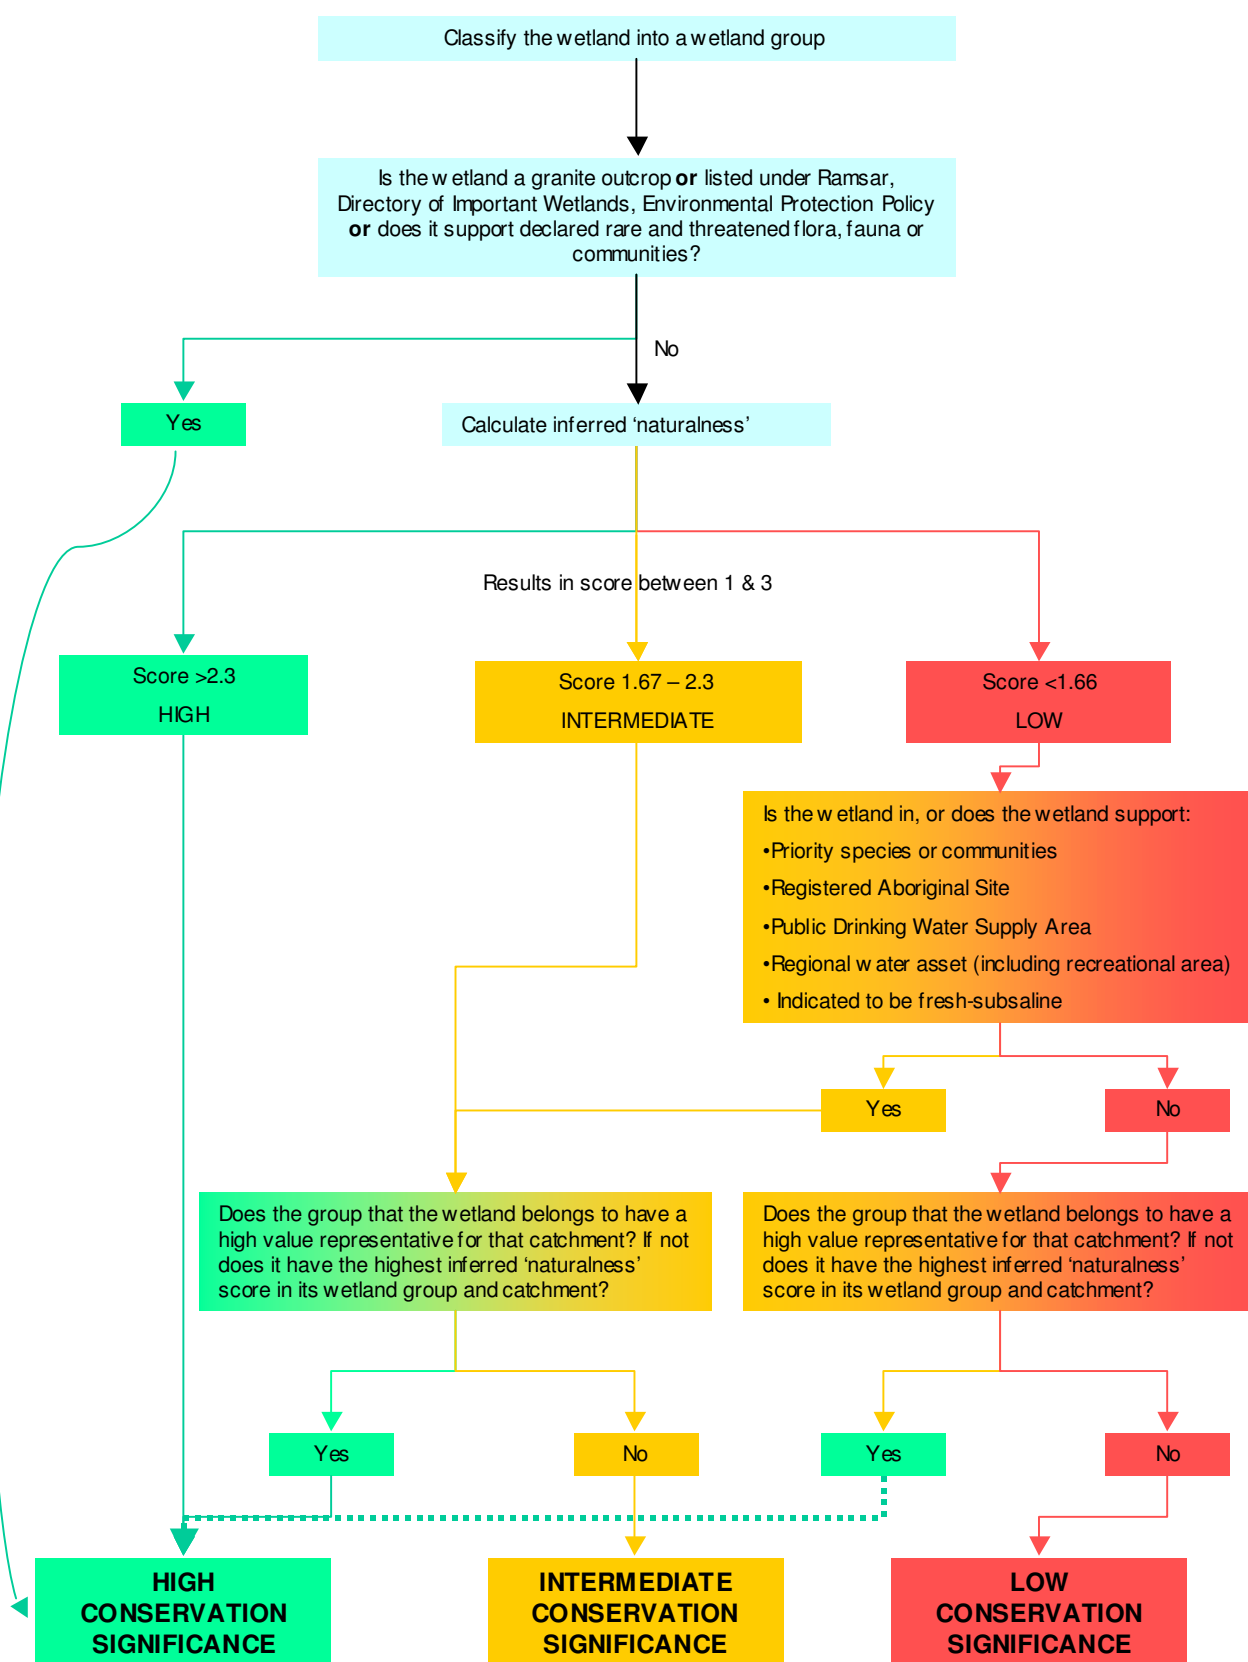 Classify the wetland into a wetland group
Is the wetland a granite outcrop or listed under Ramsar,
Directory of Important Wetlands, Environmental Protection Policy
or does it support declared rare and threatened flora, fauna or
communities?
No
Yes
Calculate inferred ‘naturalness’
Results in score between 1 & 3
Score >2.3
HIGH
Score 1.67 – 2.3
INTERMEDIATE
Score <1.66
LOW
Is the wetland in, or does the wetland support:
•Priority species or communities
•Registered Aboriginal Site
•Public Drinking Water Supply Area
•Regional water asset (including recreational area)
• Indicated to be fresh-subsaline
Yes
No
Does the group that the wetland belongs to have a
high value representative for that catchment? If not
does it have the highest inferred ‘naturalness’
score in its wetland group and catchment?
Does the group that the wetland belongs to have a
high value representative for that catchment? If not
does it have the highest inferred ‘naturalness’
score in its wetland group and catchment?
Yes
No
Yes
No
HIGH
CONSERVATION
SIGNIFICANCE
INTERMEDIATE
CONSERVATION
SIGNIFICANCE
LOW
CONSERVATION
SIGNIFICANCE